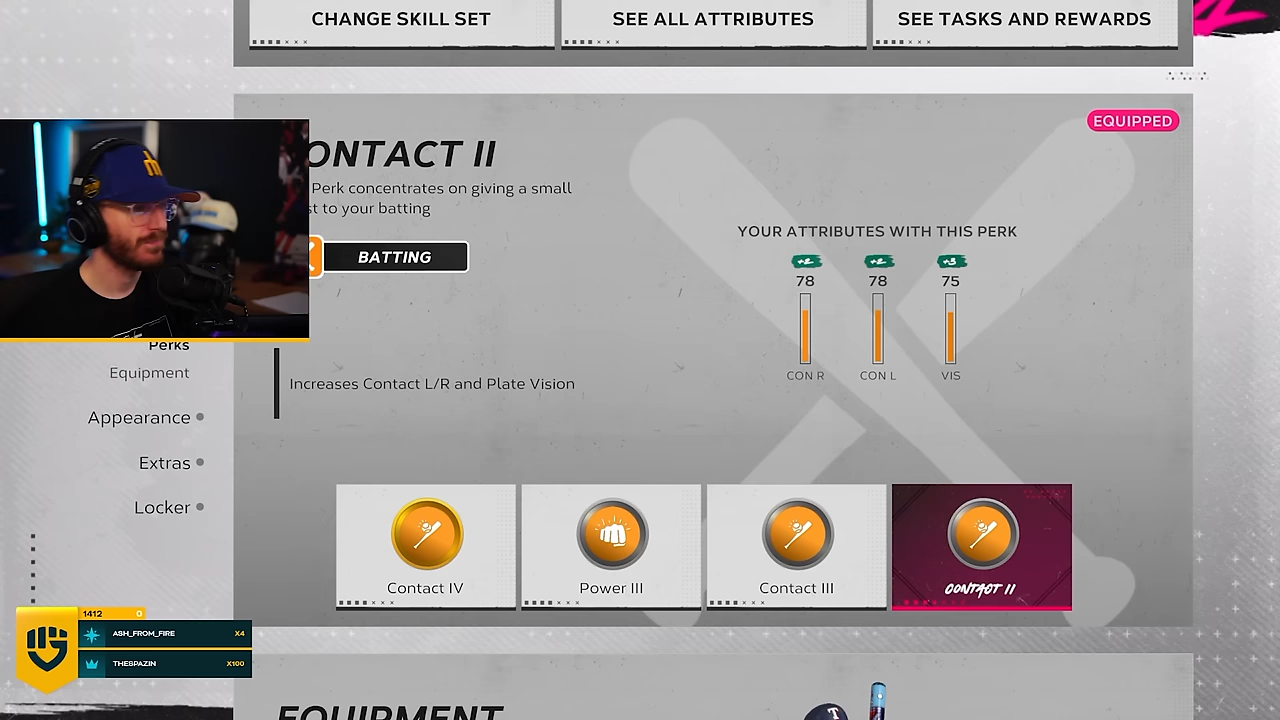 CHANGE SKILL SET
SEE ALL ATTRIBUTES
SEE TASKS AND REWARDS
EQUIPPED
ONTACT II
Perk concentrates on giving a small
st to your batting
BATTING
YOUR ATTRIBUTES WITH THIS PERK
+2 +2 +3
78 78 75
CON R CON L VIS
Increases Contact L/R and Plate Vision
Perks
Equipment
Appearance
Extras
Locker
Contact IV
Power III
Contact III
CONTACT II
1412 0
ASH_FROM_FIRE X4
THESPAZIN X100
EQUIPMENT
T